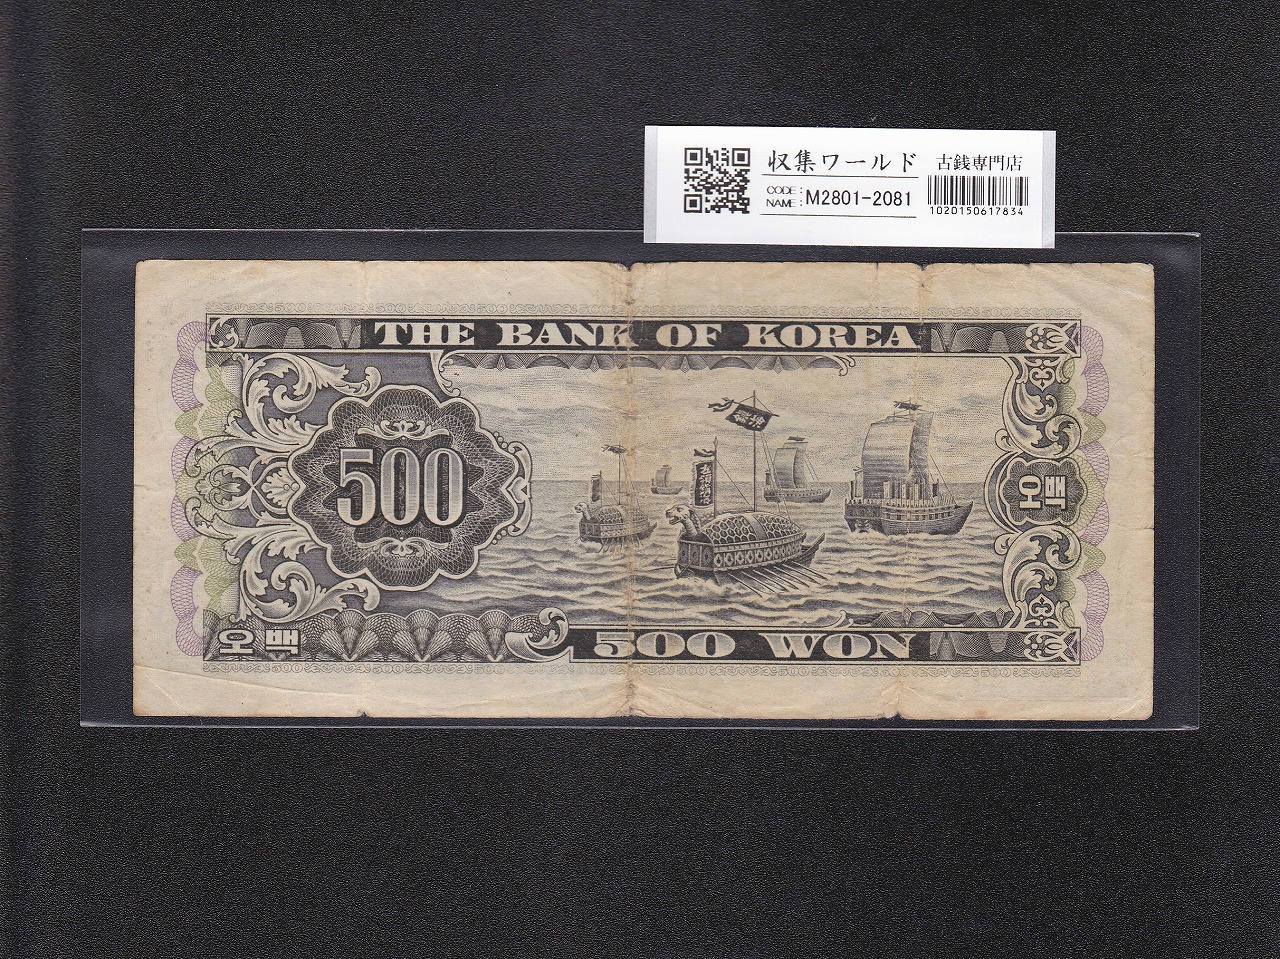 収集ワールド 古銭専門店
CODE:
NAME: M2801-2081
1020150617834
THE BANK OF KOREA
500
오백
오백
500 WON